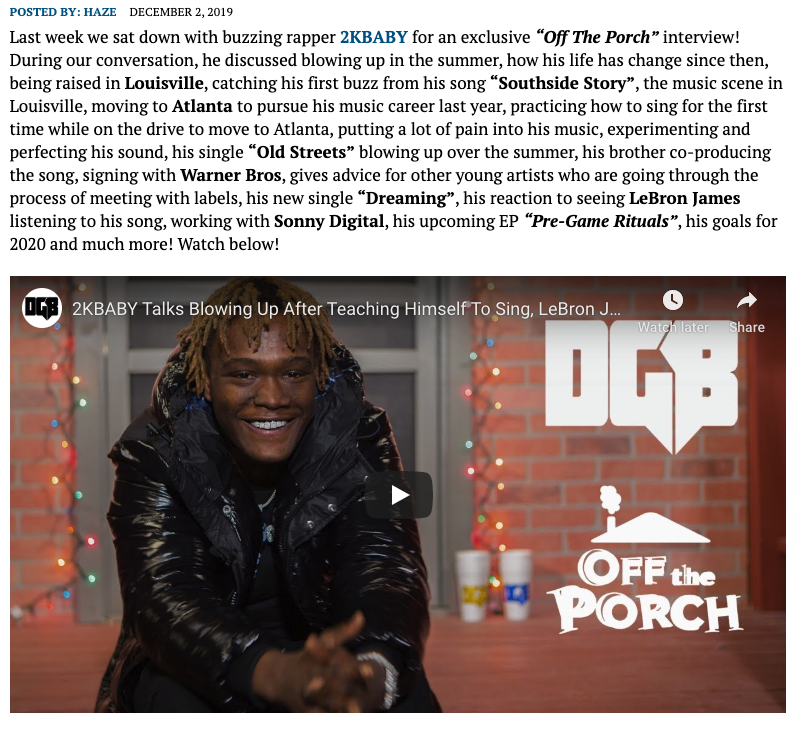 POSTED BY: HAZE DECEMBER 2, 2019
Last week we sat down with buzzing rapper 2KBABY for an exclusive “Off The Porch” interview!
During our conversation, he discussed blowing up in the summer, how his life has change since then,
being raised in Louisville, catching his first buzz from his song “Southside Story”, the music scene in
Louisville, moving to Atlanta to pursue his music career last year, practicing how to sing for the first
time while on the drive to move to Atlanta, putting a lot of pain into his music, experimenting and
perfecting his sound, his single “Old Streets” blowing up over the summer, his brother co-producing
the song, signing with Warner Bros, gives advice for other young artists who are going through the
process of meeting with labels, his new single “Dreaming”, his reaction to seeing LeBron James
listening to his song, working with Sonny Digital, his upcoming EP “Pre-Game Rituals”, his goals for
2020 and much more! Watch below!
DGB
2KBABY Talks Blowing Up After Teaching Himself To Sing, LeBron J...
Watch later
Share
DGB
OFF the
PORCH